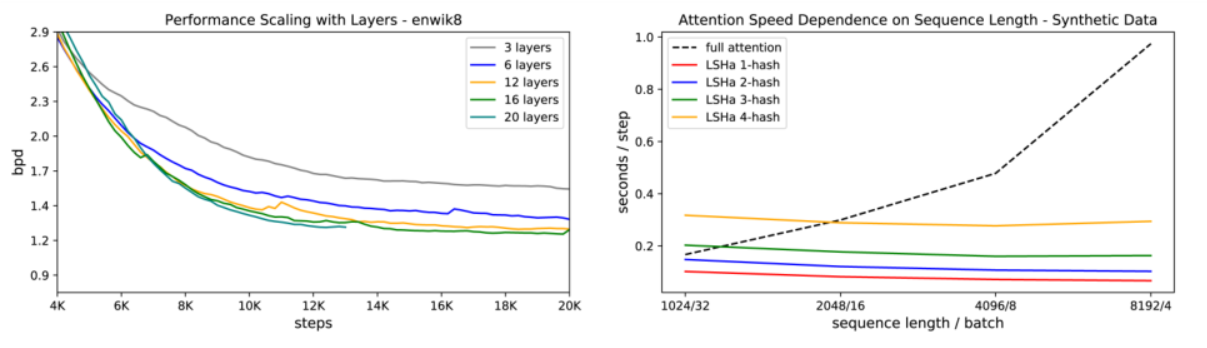 Performance Scaling with Layers - enwik8
2.9
2.6
2.3
2.0
1.7
1.4
1.2
0.9
bpd
3 layers
6 layers
12 layers
16 layers
20 layers
4K 6K 8K 10K 12K 14K 16K 18K 20K
steps
Attention Speed Dependence on Sequence Length - Synthetic Data
1.0
0.8
0.6
0.4
0.2
seconds / step
full attention
LSHa 1-hash
LSHa 2-hash
LSHa 3-hash
LSHa 4-hash
1024/32 2048/16 4096/8 8192/4
sequence length / batch